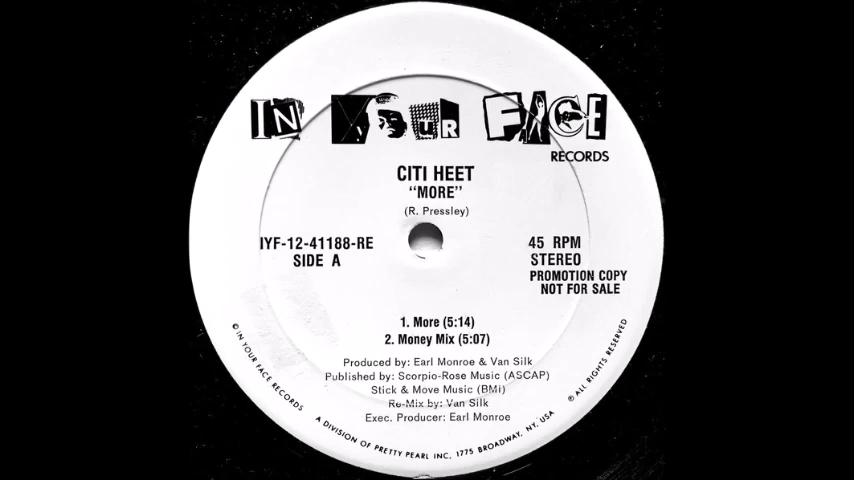 IN YOUR FACE
RECORDS
CITI HEET
"MORE"
(R. Pressley)
IYF-12-41188-RE
SIDE A
45 RPM
STEREO
PROMOTION COPY
NOT FOR SALE
1. More (5:14)
2. Money Mix (5:07)
Produced by: Earl Monroe & Van Silk
Published by: Scorpio-Rose Music (ASCAP)
Stick & Move Music (BMI)
Re-Mix by: Van Silk
Exec. Producer: Earl Monroe
© IN YOUR FACE RECORDS
A DIVISION OF PRETTY PEARL INC, 1775 BROADWAY, NY, USA
® ALL RIGHTS RESERVED